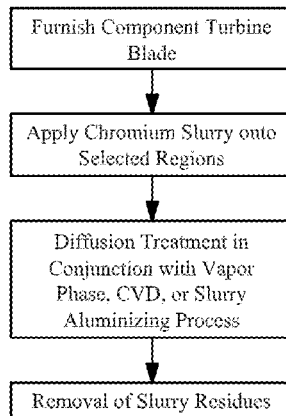 Furnish Component Turbine
Blade
Apply Chromium Slurry onto
Selected Regions
Diffusion Treatment in
Conjunction with Vapor
Phase, CVD, or Slurry
Aluminizing Process
Removal of Slurry Residues